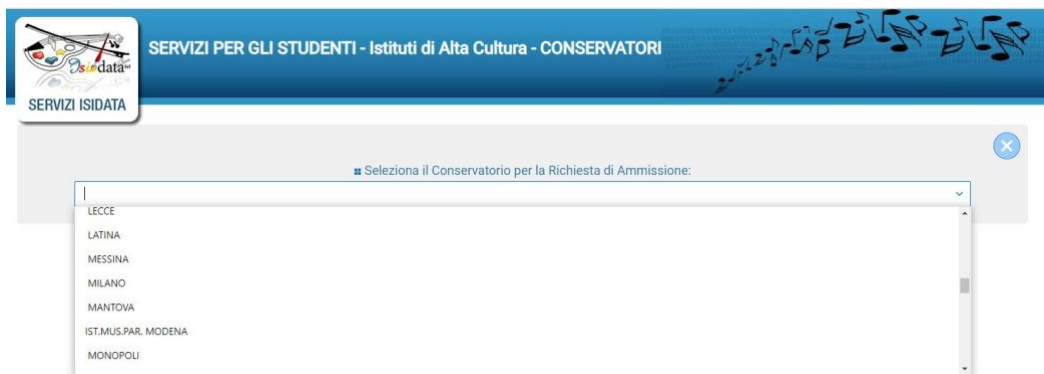 SERVIZI PER GLI STUDENTI - Istituti di Alta Cultura - CONSERVATORI
Isidata srl
SERVIZI ISIDATA
Seleziona il Conservatorio per la Richiesta di Ammissione:
LECCE
LATINA
MESSINA
MILANO
MANTOVA
IST.MUS.PAR. MODENA
MONOPOLI